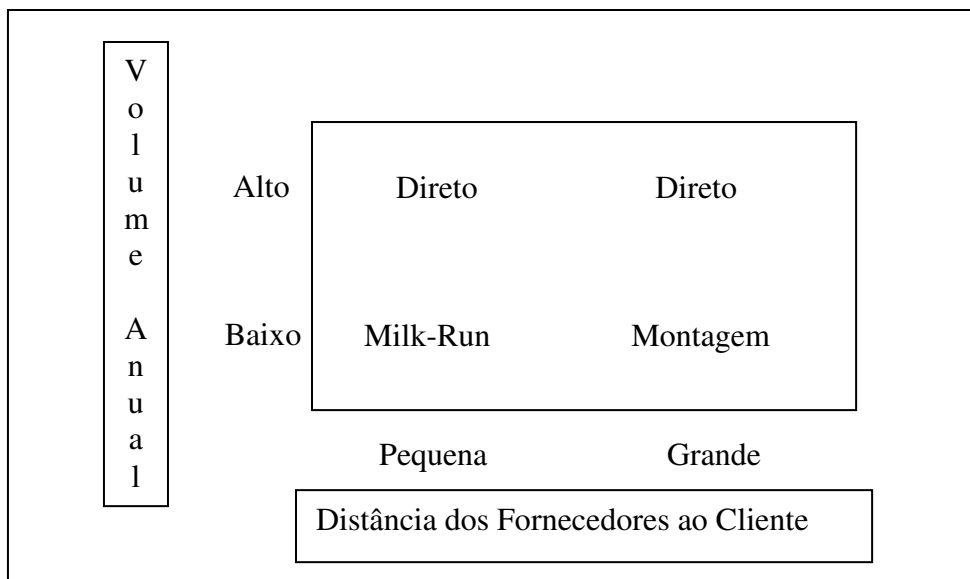 Volume Anual
Alto Direto Direto
Baixo Milk-Run Montagem
Pequena Grande
Distância dos Fornecedores ao Cliente